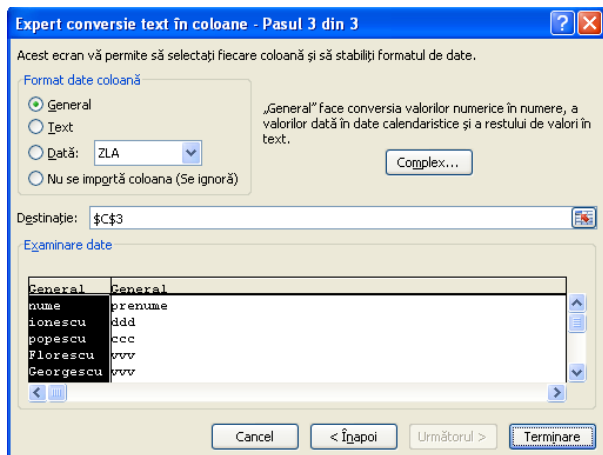 Expert conversie text în coloane - Pasul 3 din 3
Acest ecran vă permite să selectați fiecare coloană și să stabiliți formatul de date.
Format date coloană
General
Text
Dată: ZLA
Nu se importă coloana (Se ignoră)
„General” face conversia valorilor numerice în numere, a
valorilor dată în date calendaristice și a restului de valori în
text.
Complex...
Destinație: $C$3
Examinare date
General General
nume prenume
ionescu ddd
popescu ccc
Florescu vvv
Georgescu vvv
Cancel < Înapoi Următorul > Terminare